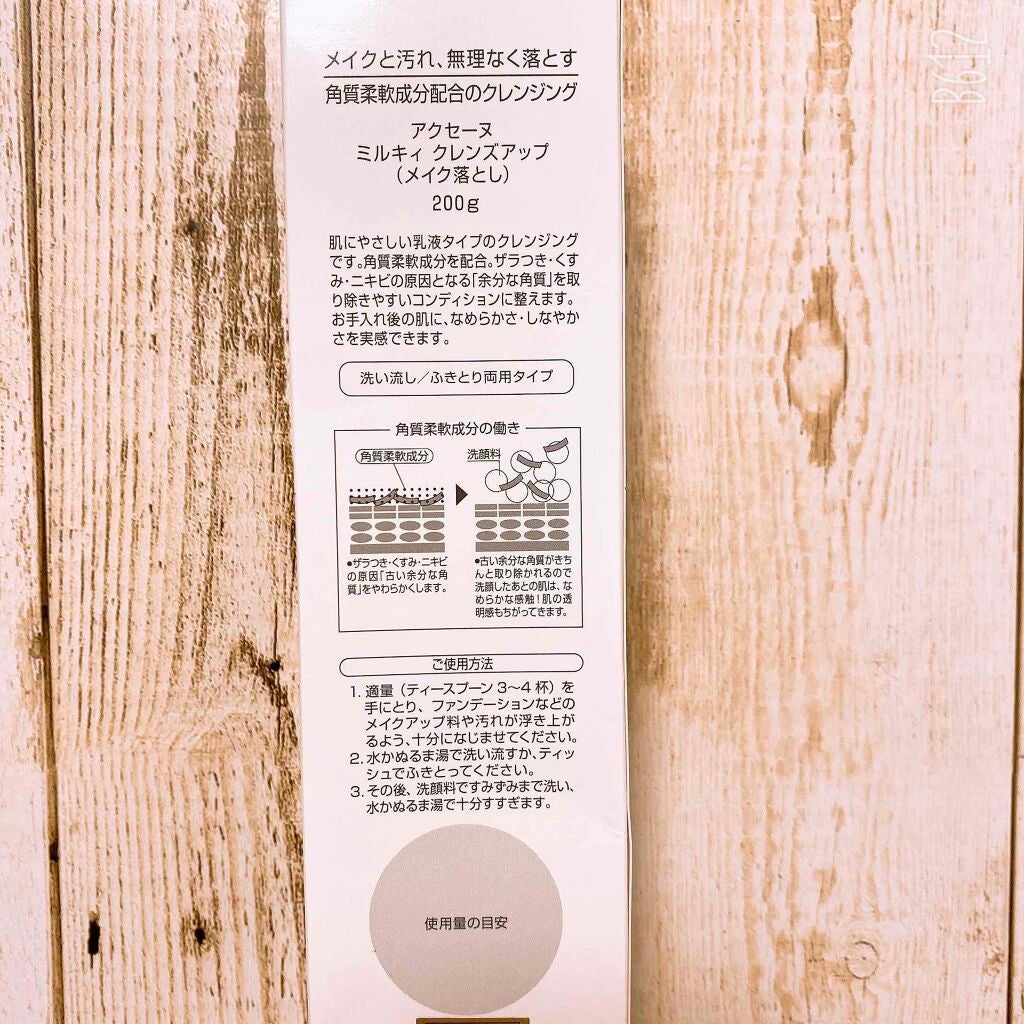 メイクと汚れ、無理なく落とす
角質柔軟成分配合のクレンジング
アクセーヌ
ミルキィ クレンズアップ
（メイク落とし）
200g
肌にやさしい乳液タイプのクレンジング
です。角質柔軟成分を配合。ザラつき・くす
み・ニキビの原因となる「余分な角質」を取
り除きやすいコンディションに整えます。
お手入れ後の肌に、なめらかさ・しなやか
さを実感できます。
洗い流し／ふきとり両用タイプ
角質柔軟成分の働き
角質柔軟成分
•ザラつき・くすみ・ニキビ
の原因「古い余分な角
質」をやわらかくします。
洗顔料
•古い余分な角質がきち
んと取り除かれるので
洗顔したあとの肌は、な
めらかな感触！肌の透
明感もちがってきます。
ご使用方法
1. 適量（ティースプーン 3〜4 杯）を
手にとり、ファンデーションなどの
メイクアップ料や汚れが浮き上が
るよう、十分になじませてください。
2. 水かぬるま湯で洗い流すか、ティッ
シュでふきとってください。
3. その後、洗顔料ですみずみまで洗い、
水かぬるま湯で十分すすぎます。
使用量の目安
B612